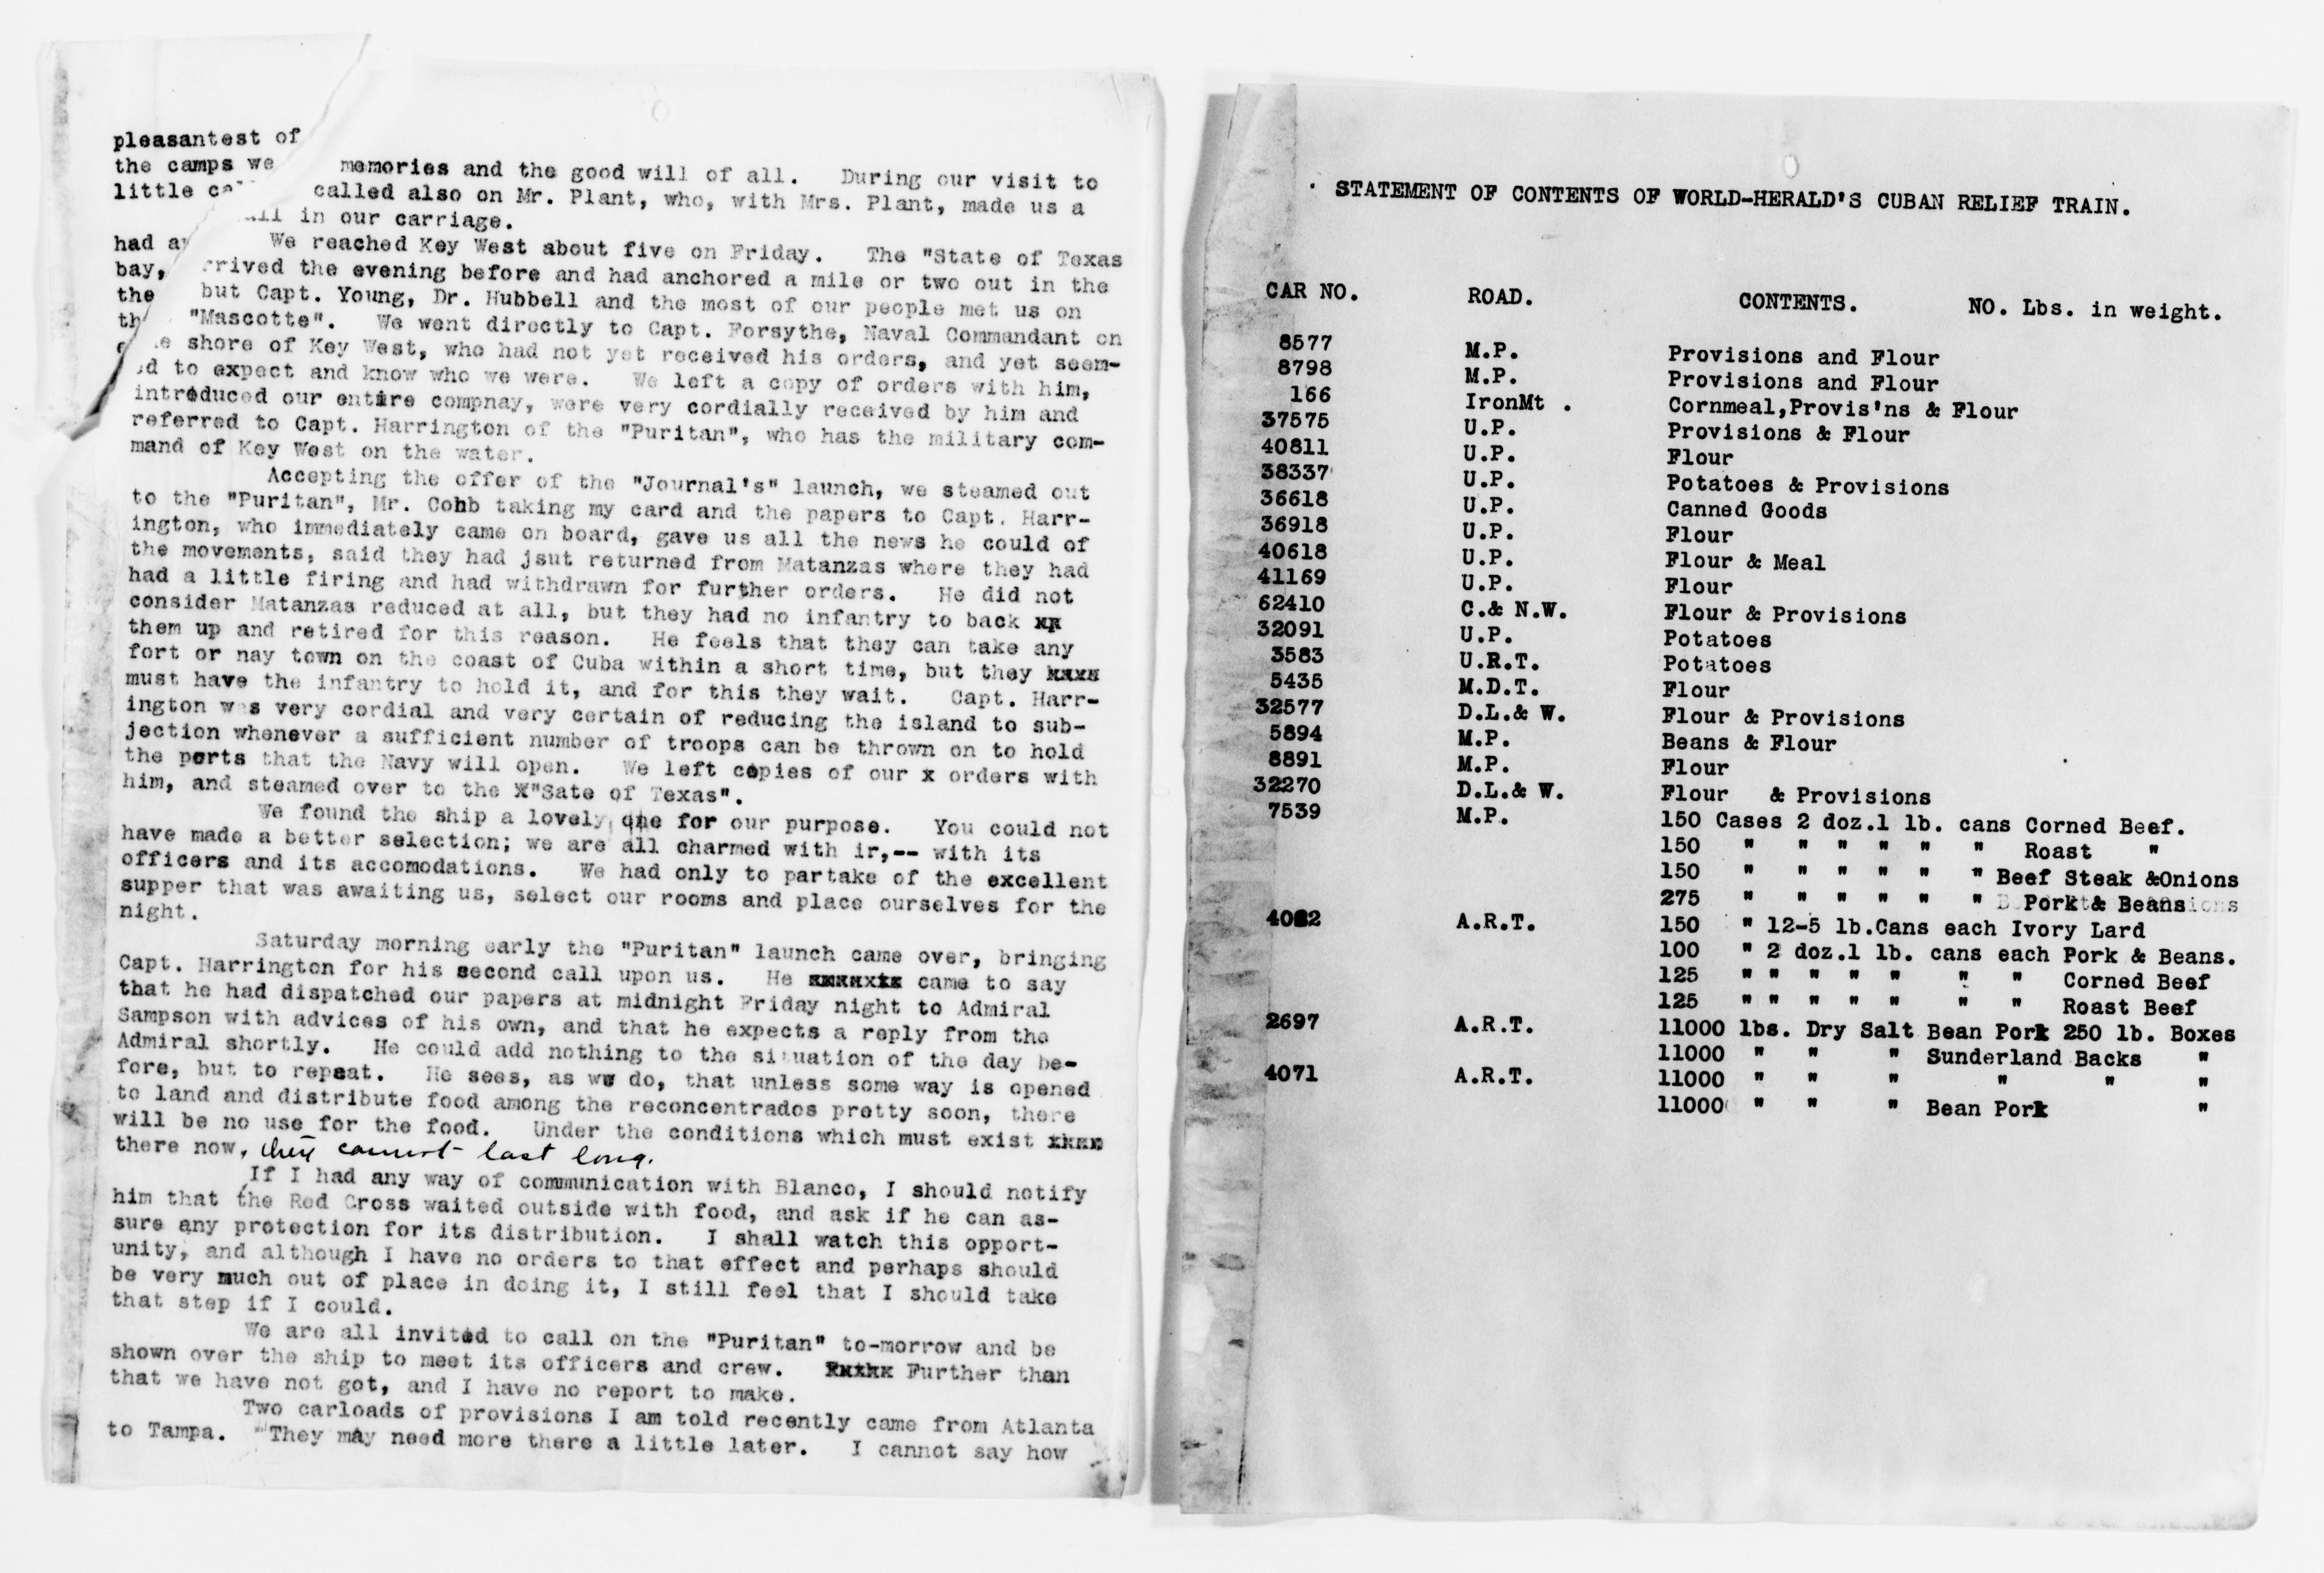 pleasantest of
the camps we memories and the good will of all. During our visit to
little called also on Mr. Plant, who, with Mrs. Plant, made us a
in our carriage.
had We reached Key West about five on Friday. The "State of Texas
bay, rrived the evening before and had anchored a mile or two out in the
the but Capt. Young, Dr. Hubbell and the most of our people met us on
"Mascotte". We went directly to Capt. Forsythe, Naval Commandant on
e shore of Key West, who had not yet received his orders, and yet seem-
d to expect and know who we were. We left a copy of orders with him,
introduced our entire compnay, were very cordially received by him and
referred to Capt. Harrington of the "Puritan", who has the military com-
mand of Key West on the water.
Accepting the offer of the "Journal's" launch, we steamed out
to the "Puritan", Mr. Cobb taking my card and the papers to Capt. Harr-
ington, who immediately came on board, gave us all the news he could of
the movements, said they had jsut returned from Matanzas where they had
had a little firing and had withdrawn for further orders. He did not
consider Matanzas reduced at all, but they had no infantry to back xx
them up and retired for this reason. He feels that they can take any
fort or nay town on the coast of Cuba within a short time, but they xxxx
must have the infantry to hold it, and for this they wait. Capt. Harr-
ington was very cordial and very certain of reducing the island to sub-
jection whenever a sufficient number of troops can be thrown on to hold
the ports that the Navy will open. We left copies of our x orders with
him, and steamed over to the X"Sate of Texas".
We found the ship a lovely one for our purpose. You could not
have made a better selection; we are all charmed with ir,-- with its
officers and its accomodations. We had only to partake of the excellent
supper that was awaiting us, select our rooms and place ourselves for the
night.
Saturday morning early the "Puritan" launch came over, bringing
Capt. Harrington for his second call upon us. He came to say
that he had dispatched our papers at midnight Friday night to Admiral
Sampson with advices of his own, and that he expects a reply from the
Admiral shortly. He could add nothing to the situation of the day be-
fore, but to repeat. He sees, as we do, that unless some way is opened
to land and distribute food among the reconcentrados pretty soon, there
will be no use for the food. Under the conditions which must exist
there now, they cannot last long.
If I had any way of communication with Blanco, I should notify
him that the Red Cross waited outside with food, and ask if he can as-
sure any protection for its distribution. I shall watch this opport-
unity, and although I have no orders to that effect and perhaps should
be very much out of place in doing it, I still feel that I should take
that step if I could.
We are all invited to call on the "Puritan" to-morrow and be
shown over the ship to meet its officers and crew. Further than
that we have not got, and I have no report to make.
Two carloads of provisions I am told recently came from Atlanta
to Tampa. "They may need more there a little later. I cannot say how
STATEMENT OF CONTENTS OF WORLD-HERALD'S CUBAN RELIEF TRAIN.
CAR NO. ROAD. CONTENTS. NO. Lbs. in weight.
8577 M.P. Provisions and Flour
8798 M.P. Provisions and Flour
166 IronMt . Cornmeal,Provis'ns & Flour
37575 U.P. Provisions & Flour
40811 U.P. Flour
38337 U.P. Potatoes & Provisions
36618 U.P. Canned Goods
36918 U.P. Flour
40618 U.P. Flour & Meal
41169 U.P. Flour
62410 C.& N.W. Flour & Provisions
32091 U.P. Potatoes
3583 U.R.T. Potatoes
5435 M.D.T. Flour
32577 D.L.& W. Flour & Provisions
5894 M.P. Beans & Flour
8891 M.P. Flour
32270 D.L.& W. Flour & Provisions
7539 M.P. 150 Cases 2 doz.1 lb. cans Corned Beef.
150 " " " " " " Roast "
150 " " " " " " Beef Steak &Onions
275 " " " " " " Pork & Beans
4082 A.R.T. 150 " 12-5 lb.Cans each Ivory Lard
100 " 2 doz.1 lb. cans each Pork & Beans.
125 " " " " " " " Corned Beef
125 " " " " " " " Roast Beef
2697 A.R.T. 11000 lbs. Dry Salt Bean Pork 250 lb. Boxes
11000 " " " Sunderland Backs "
4071 A.R.T. 11000 " " " " " "
11000 " " " Bean Pork "